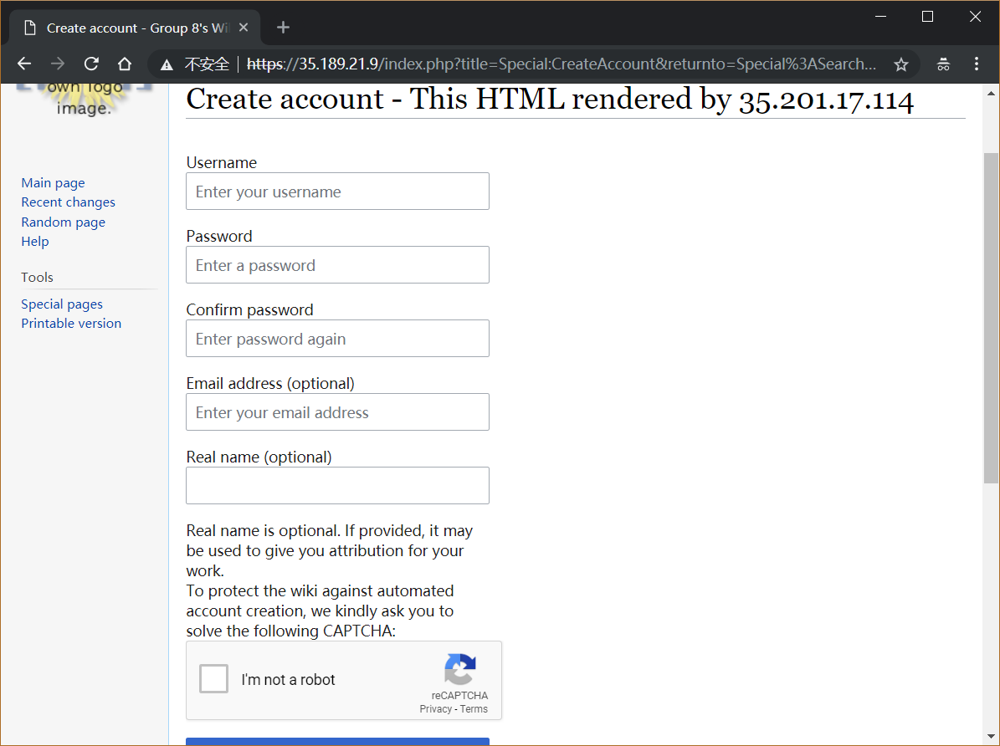 Create account - Group 8's Wi
不安全
https://35.189.21.9/index.php?title=Special:CreateAccount&returnto=Special%3ASearch...
own logo
image.
Create account - This HTML rendered by 35.201.17.114
Main page
Recent changes
Random page
Help
Tools
Special pages
Printable version
Username
Enter your username
Password
Enter a password
Confirm password
Enter password again
Email address (optional)
Enter your email address
Real name (optional)
Real name is optional. If provided, it may
be used to give you attribution for your
work.
To protect the wiki against automated
account creation, we kindly ask you to
solve the following CAPTCHA:
I'm not a robot
reCAPTCHA
Privacy - Terms